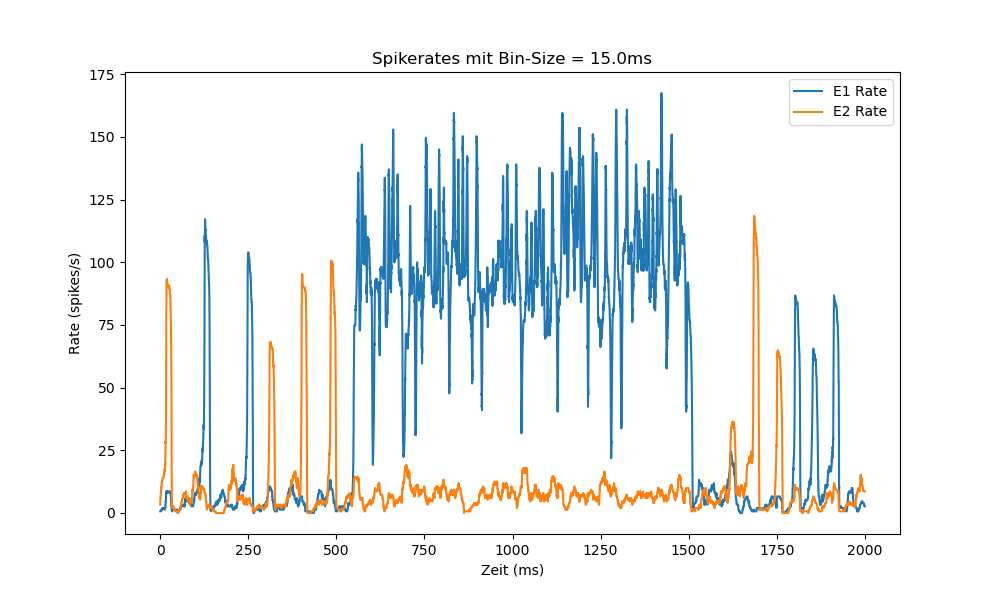 Spikerates mit Bin-Size = 15.0ms
E1 Rate
E2 Rate
Rate (spikes/s)
175
150
125
100
75
50
25
0
0 250 500 750 1000 1250 1500 1750 2000
Zeit (ms)